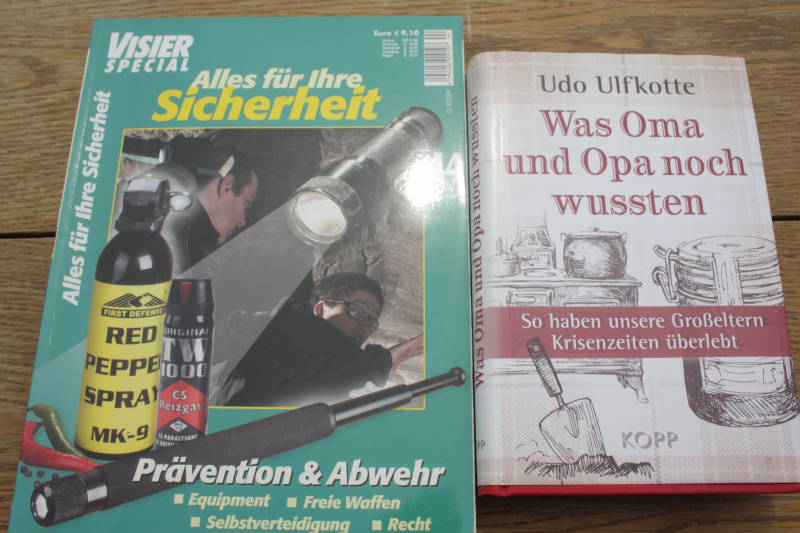 VISIER
SPECIAL
Euro € 9,10
Alles für Ihre
Sicherheit
Alles für Ihre Sicherheit
FIRST DEFENSE
RED
PEPPER
SPRAY
MK-9
ORIGINAL
TW
1000
CS
Reizgas
Prävention & Abwehr
Equipment Freie Waffen
Selbstverteidigung Recht
Was Oma und Opa noch wussten
Udo Ulfkotte
Was Oma
und Opa noch
wussten
So haben unsere Großeltern
Krisenzeiten überlebt
KOPP